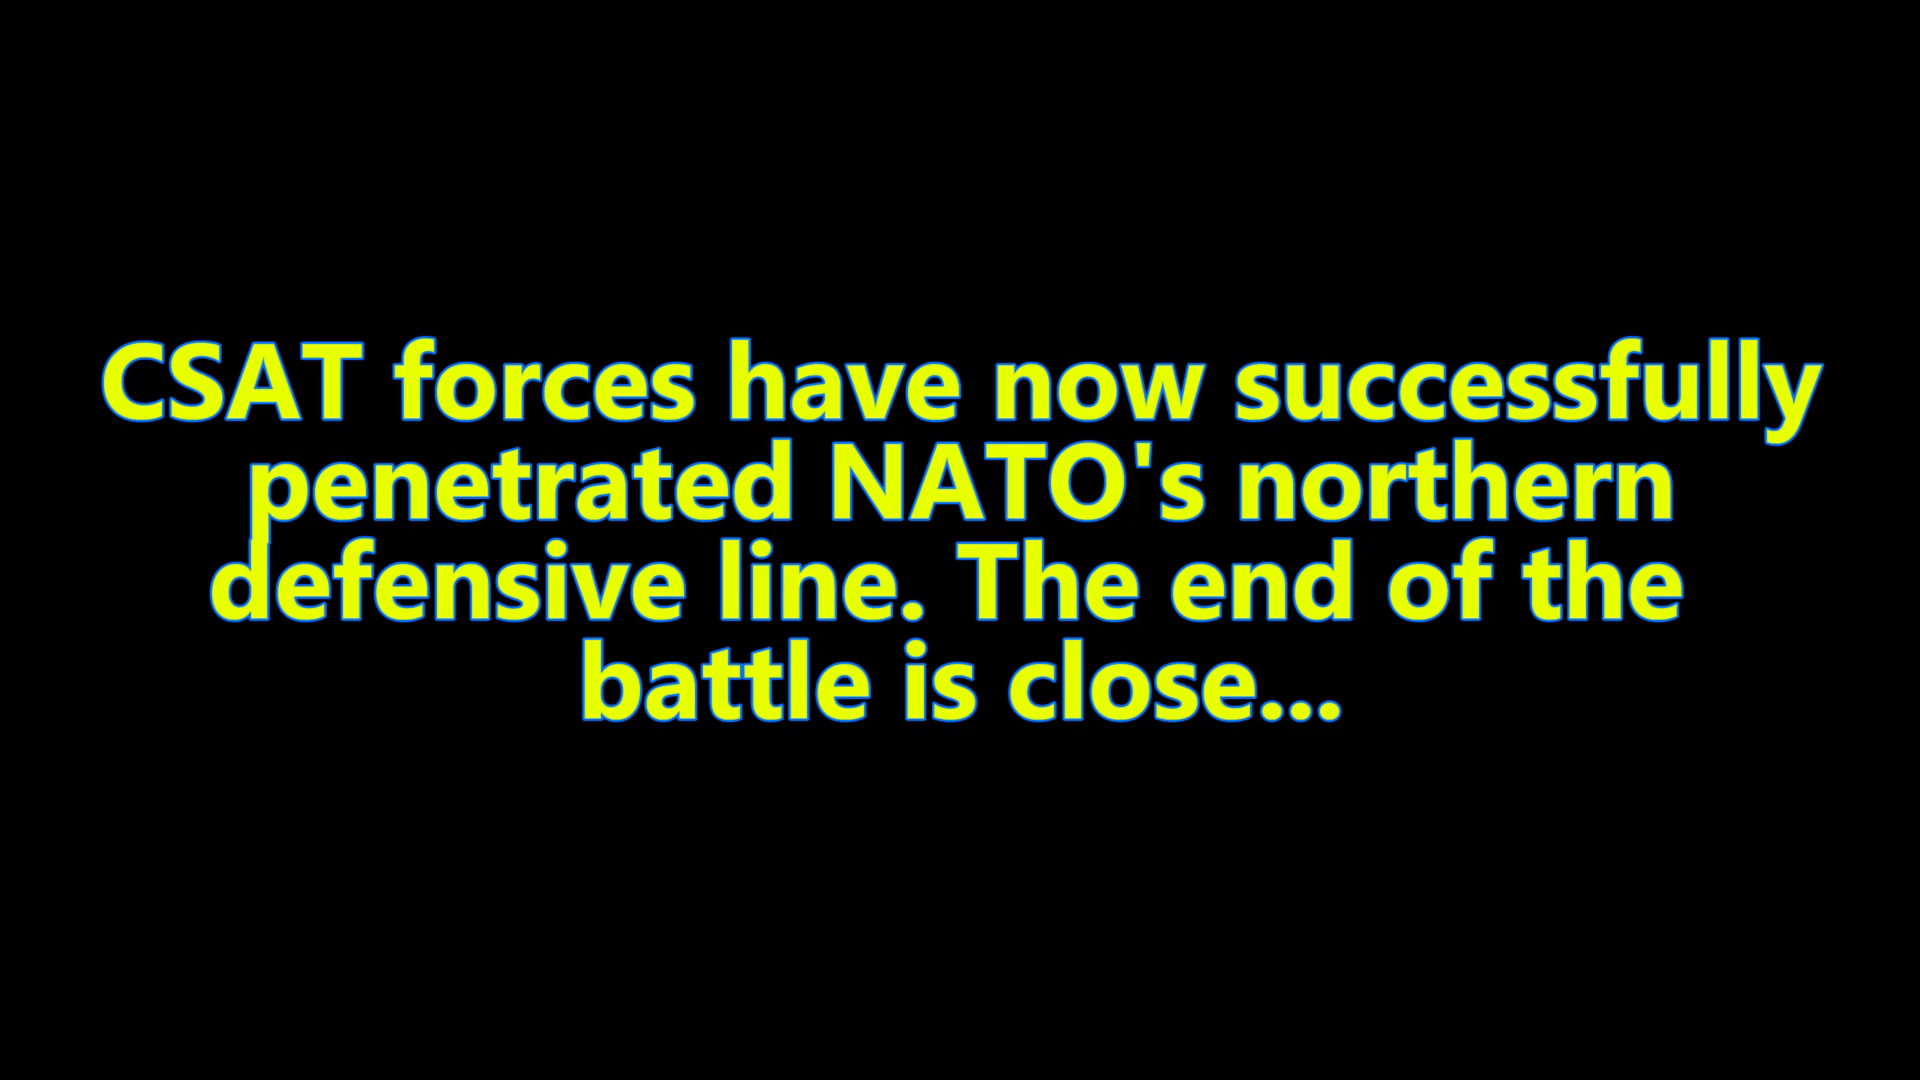 CSAT forces have now successfully
penetrated NATO's northern
defensive line. The end of the
battle is close...